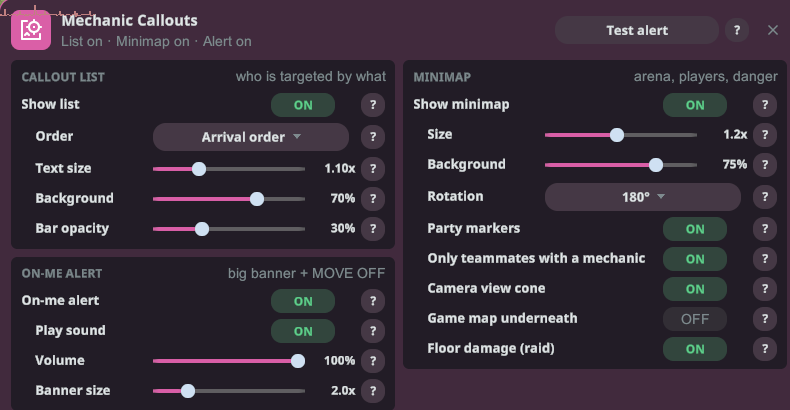 Mechanic Callouts
List on · Minimap on · Alert on
Test alert
?
×
CALLOUT LIST
who is targeted by what
Show list
ON
?
Order
Arrival order
?
Text size
1.10x
?
Background
70%
?
Bar opacity
30%
?
ON-ME ALERT
big banner + MOVE OFF
On-me alert
ON
?
Play sound
ON
?
Volume
100%
?
Banner size
2.0x
?
MINIMAP
arena, players, danger
Show minimap
ON
?
Size
1.2x
?
Background
75%
?
Rotation
180°
?
Party markers
ON
?
Only teammates with a mechanic
ON
?
Camera view cone
ON
?
Game map underneath
OFF
?
Floor damage (raid)
ON
?